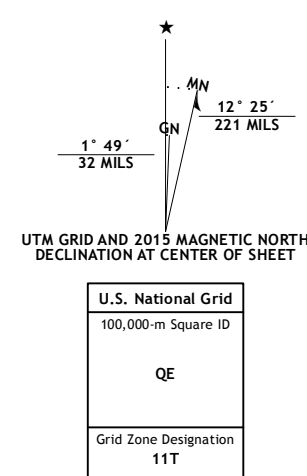 ★
MN
GN
12° 25´
221 MILS
1° 49´
32 MILS
UTM GRID AND 2015 MAGNETIC NORTH
DECLINATION AT CENTER OF SHEET
U.S. National Grid
100,000-m Square ID
QE
Grid Zone Designation
11T